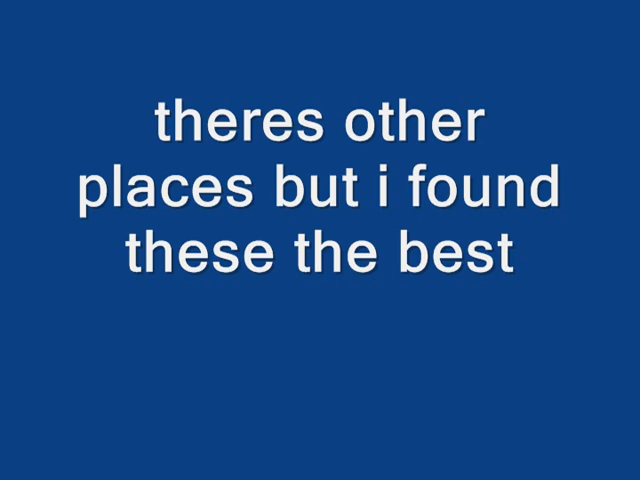 theres other
places but i found
these the best